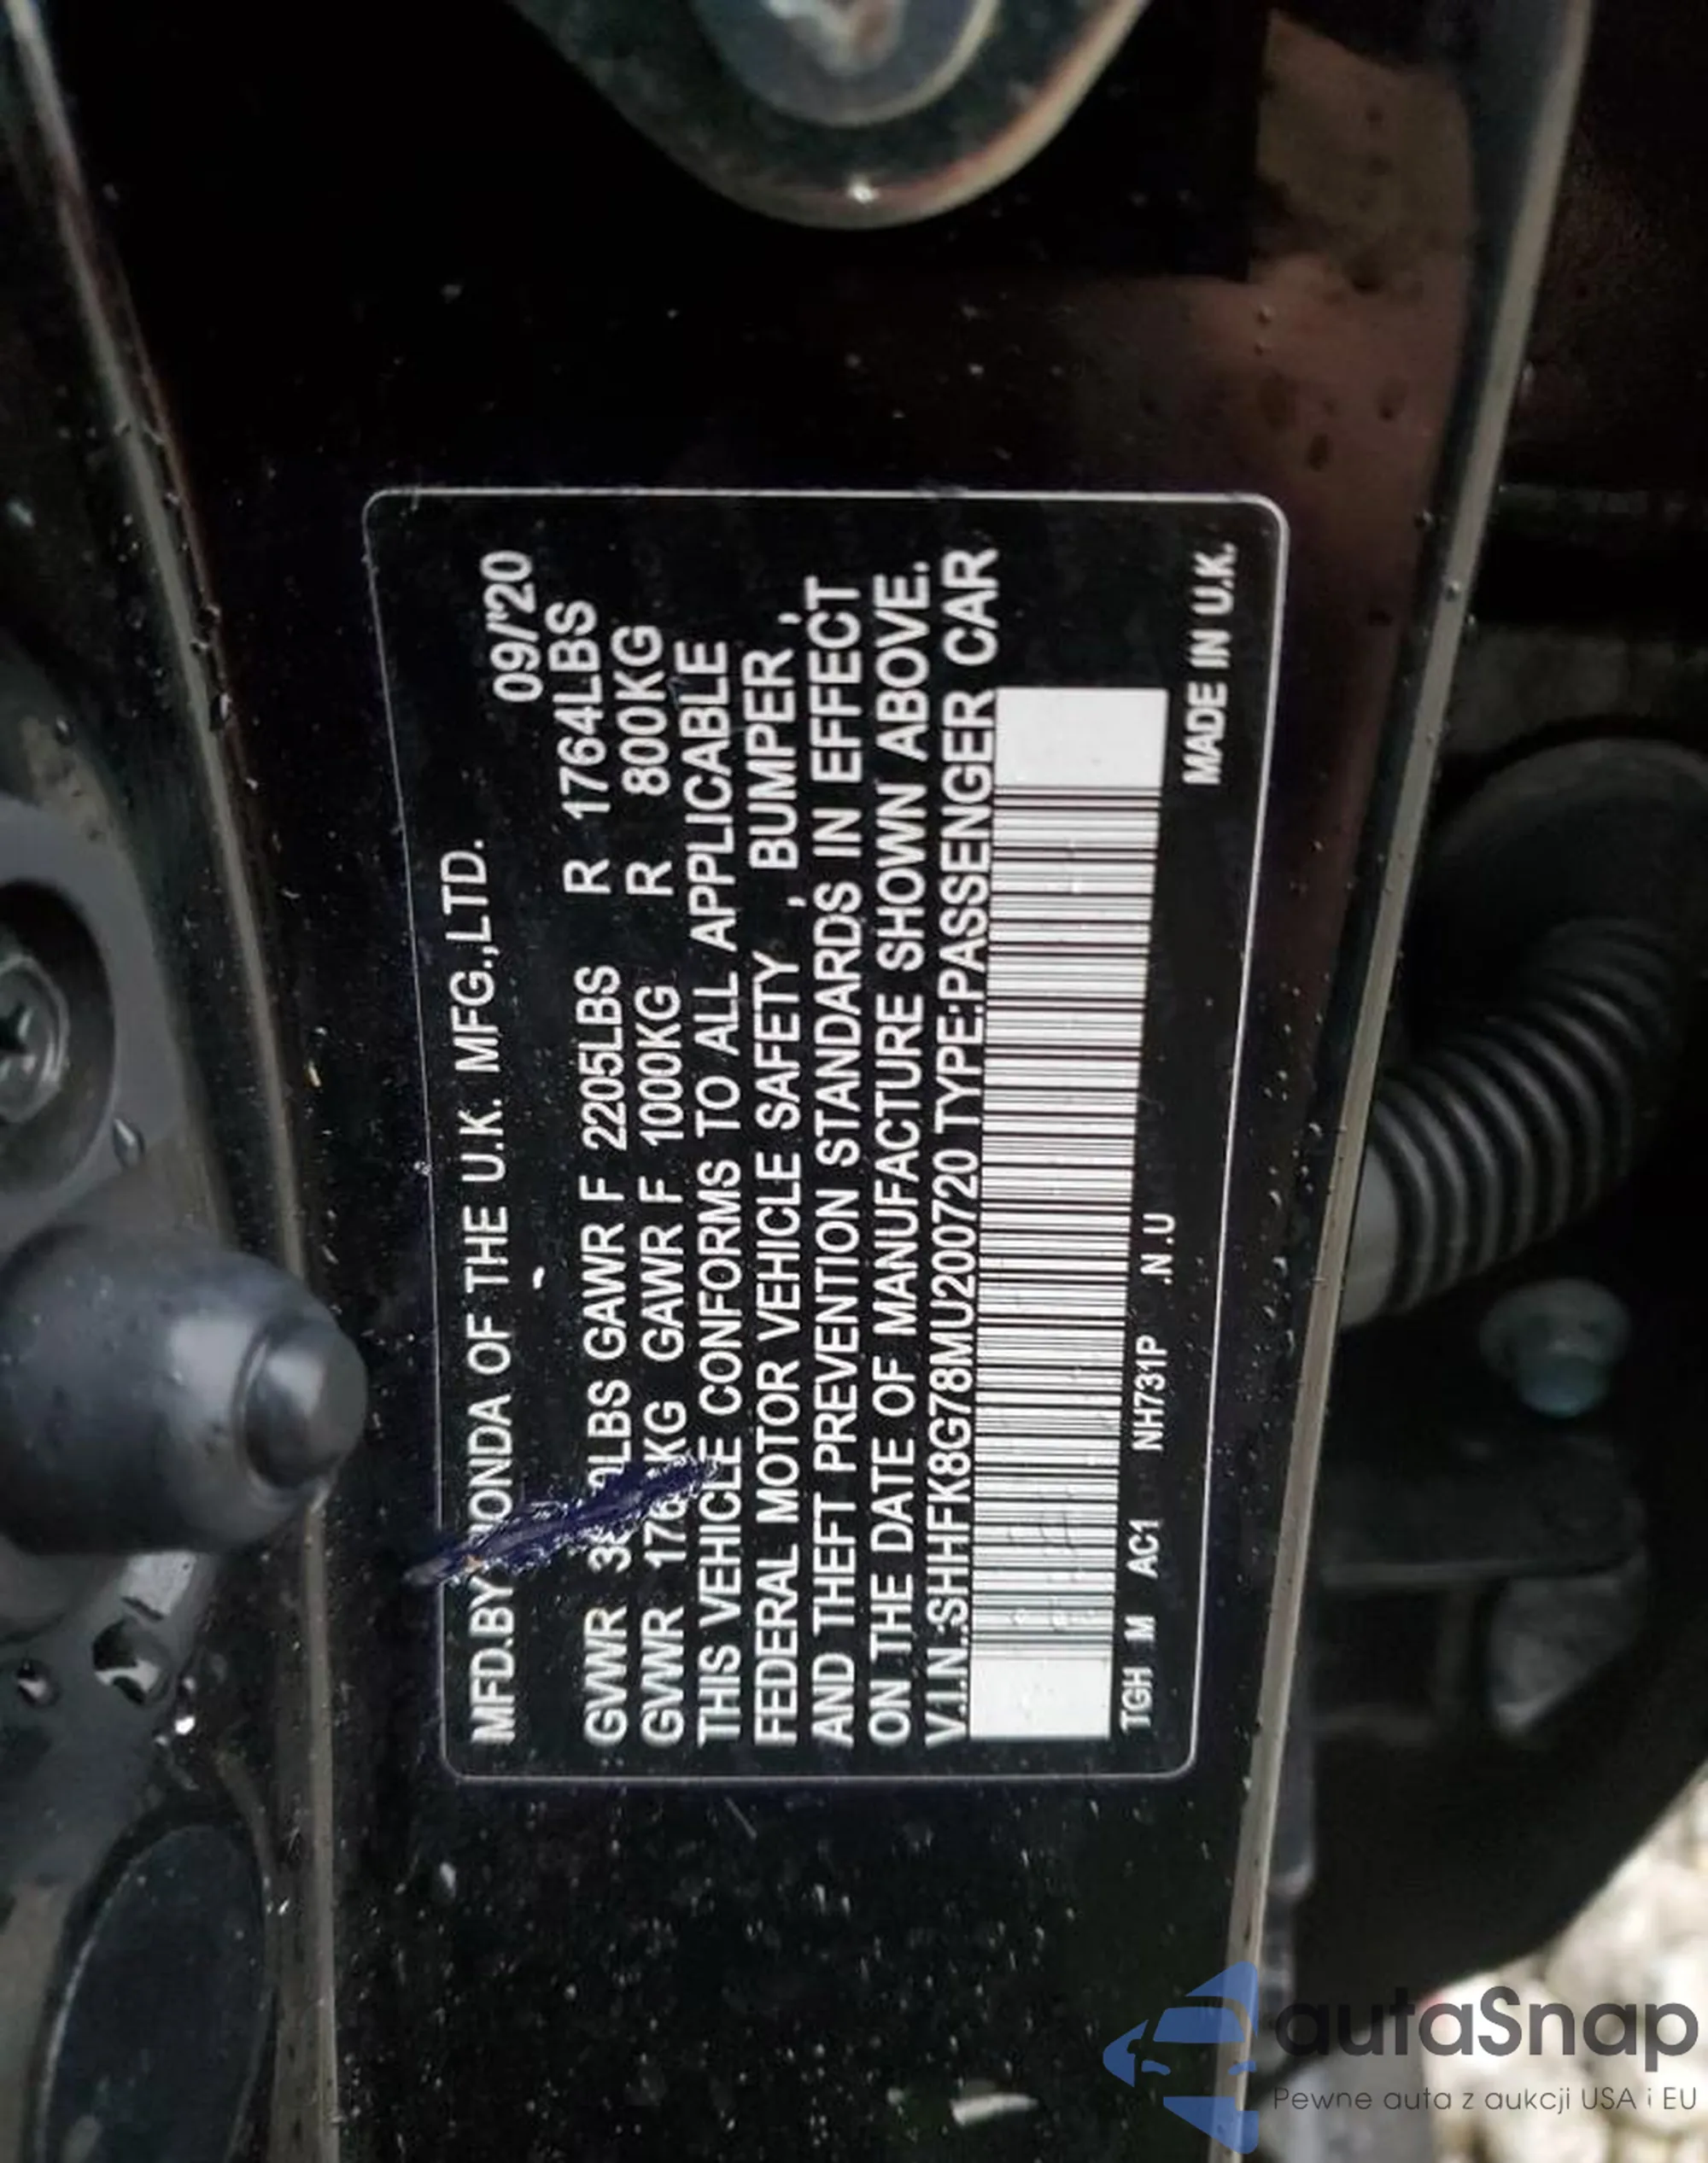 MFD.BY HONDA OF THE U.K. MFG.,LTD.
09/'20
GVWR LBS GAWR F 2205LBS R 1764LBS
GVWR KG GAWR F 1000KG R 800KG
THIS VEHICLE CONFORMS TO ALL APPLICABLE
FEDERAL MOTOR VEHICLE SAFETY , BUMPER ,
AND THEFT PREVENTION STANDARDS IN EFFECT
ON THE DATE OF MANUFACTURE SHOWN ABOVE.
V.I.N.:SHHFK8G78MU200720 TYPE:PASSENGER CAR
TGH M AC1 NH731P .N .U
MADE IN U.K.
autaSnap
Pewne auta z aukcji USA i EU